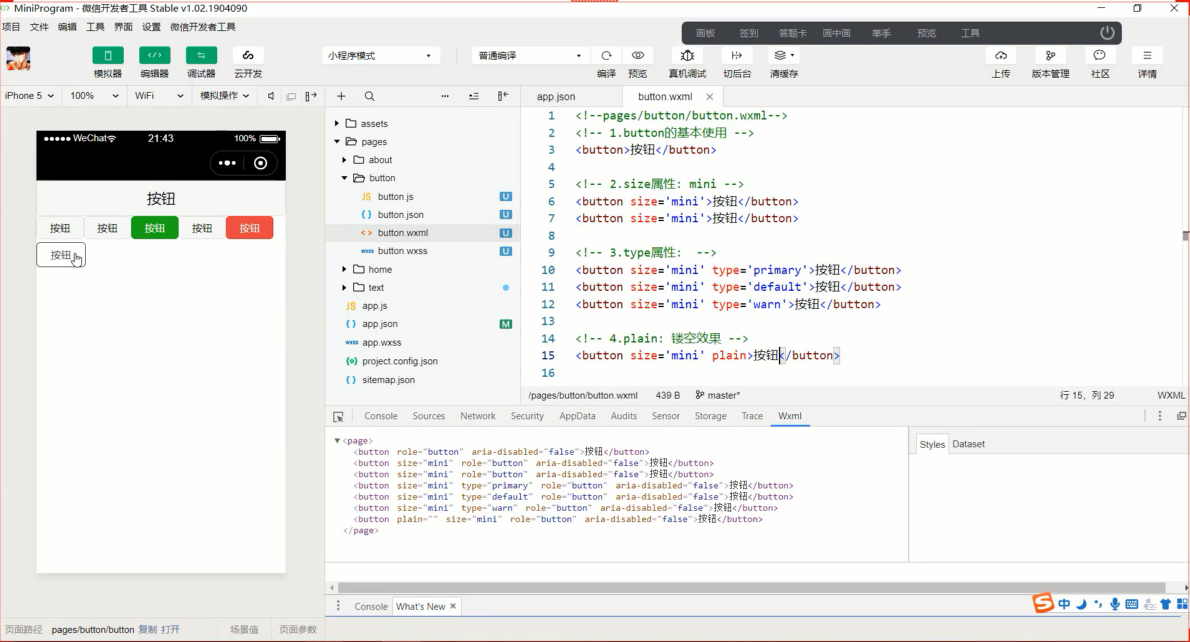 MiniProgram - 微信开发者工具 Stable v1.02.1904090
项目 文件 编辑 工具 界面 设置 微信开发者工具
画板 签到 答题卡 画中画 举手 预览 工具
小程序模式 普通编译
模拟器 编辑器 调试器 云开发 编译 预览 真机调试 切后台 清缓存 上传 版本管理 社区 详情
iPhone 5 100% WiFi 模拟操作
app.json button.wxml
WeChat 21:43 100%
按钮
按钮 按钮 按钮 按钮 按钮
按钮
assets
pages
about
button
JS button.js U
{ } button.json U
< > button.wxml U
wxss button.wxss U
home
text
JS app.js
{ } app.json M
wxss app.wxss
{o} project.config.json
{ } sitemap.json
1 <!--pages/button/button.wxml-->
2 <!-- 1.button的基本使用 -->
3 <button>按钮</button>
4
5 <!-- 2.size属性: mini -->
6 <button size='mini'>按钮</button>
7 <button size='mini'>按钮</button>
8
9 <!-- 3.type属性:  -->
10 <button size='mini' type='primary'>按钮</button>
11 <button size='mini' type='default'>按钮</button>
12 <button size='mini' type='warn'>按钮</button>
13
14 <!-- 4.plain: 镂空效果 -->
15 <button size='mini' plain>按钮</button>
16
/pages/button/button.wxml 439 B master* 行 15，列 29 WXML
Console Sources Network Security AppData Audits Sensor Storage Trace Wxml
<page>
<button role="button" aria-disabled="false">按钮</button>
<button size="mini" role="button" aria-disabled="false">按钮</button>
<button size="mini" role="button" aria-disabled="false">按钮</button>
<button size="mini" type="primary" role="button" aria-disabled="false">按钮</button>
<button size="mini" type="default" role="button" aria-disabled="false">按钮</button>
<button size="mini" type="warn" role="button" aria-disabled="false">按钮</button>
<button plain="" size="mini" role="button" aria-disabled="false">按钮</button>
</page>
Styles Dataset
Console What's New
中
页面路径 pages/button/button 复制 打开 场景值 页面参数